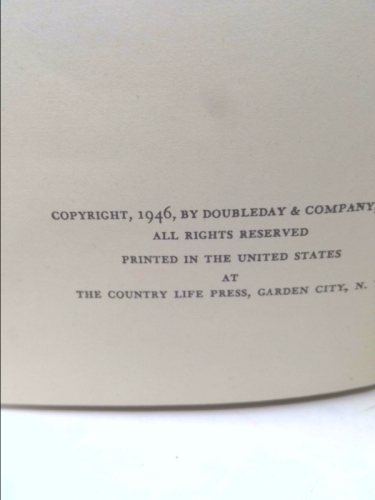 COPYRIGHT, 1946, BY DOUBLEDAY & COMPANY,
ALL RIGHTS RESERVED
PRINTED IN THE UNITED STATES
AT
THE COUNTRY LIFE PRESS, GARDEN CITY, N.